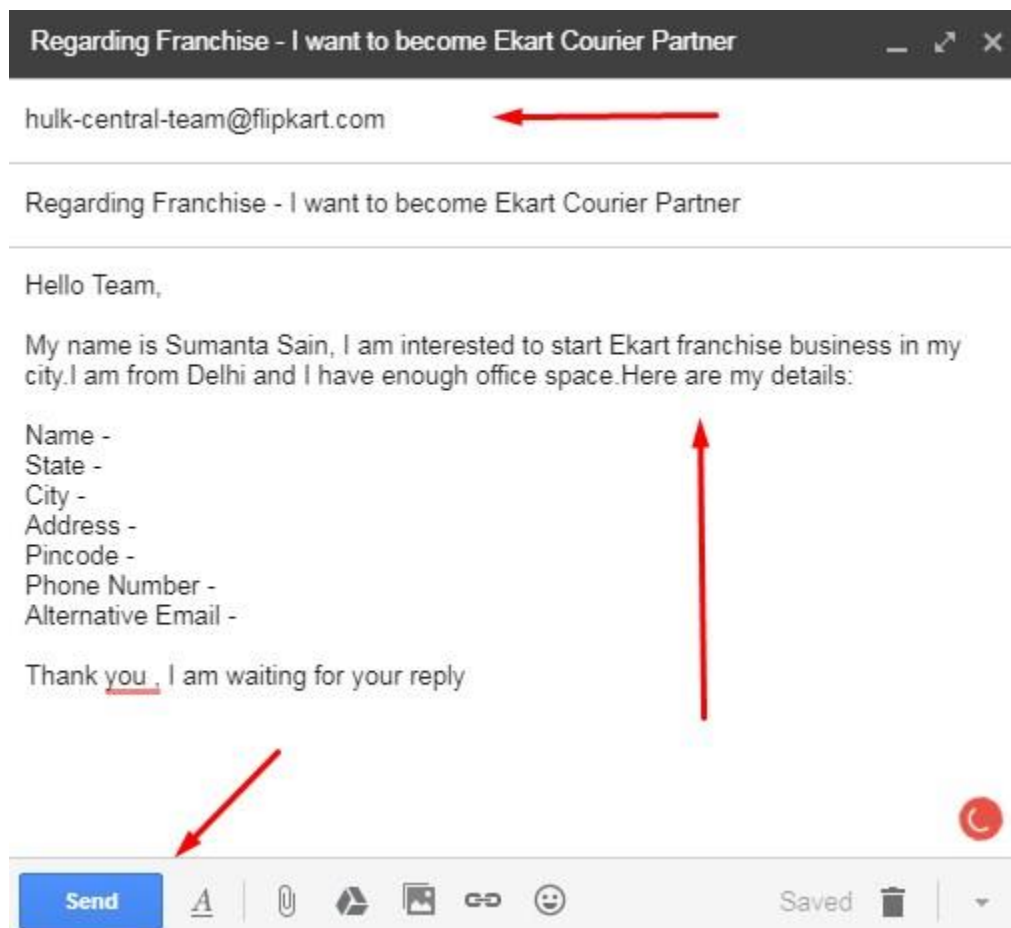 Regarding Franchise - I want to become Ekart Courier Partner
hulk-central-team@flipkart.com
Regarding Franchise - I want to become Ekart Courier Partner
Hello Team,
My name is Sumanta Sain, I am interested to start Ekart franchise business in my
city.I am from Delhi and I have enough office space.Here are my details:
Name -
State -
City -
Address -
Pincode -
Phone Number -
Alternative Email -
Thank you , I am waiting for your reply
Send A Saved